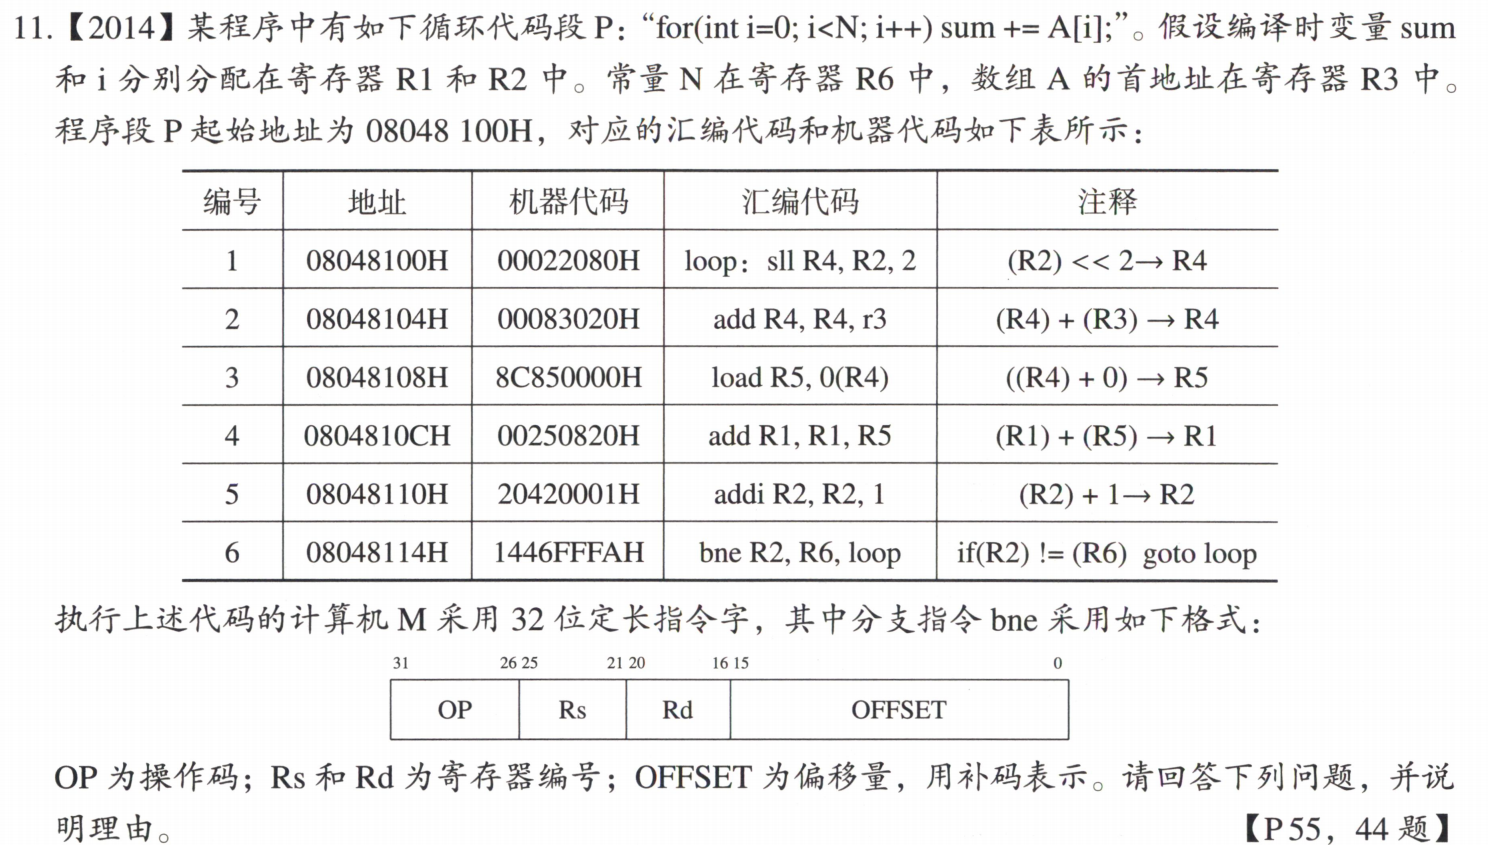 11.【2014】某程序中有如下循环代码段 P：“for(int i=0; i<N; i++) sum += A[i];”。假设编译时变量 sum
和 i 分别分配在寄存器 R1 和 R2 中。常量 N 在寄存器 R6 中，数组 A 的首地址在寄存器 R3 中。
程序段 P 起始地址为 08048 100H，对应的汇编代码和机器代码如下表所示：
编号 地址 机器代码 汇编代码 注释
1 08048100H 00022080H loop：sll R4, R2, 2 (R2) << 2→ R4
2 08048104H 00083020H add R4, R4, r3 (R4) + (R3) → R4
3 08048108H 8C850000H load R5, 0(R4) ((R4) + 0) → R5
4 0804810CH 00250820H add R1, R1, R5 (R1) + (R5) → R1
5 08048110H 20420001H addi R2, R2, 1 (R2) + 1→ R2
6 08048114H 1446FFFAH bne R2, R6, loop if(R2) != (R6) goto loop
执行上述代码的计算机 M 采用 32 位定长指令字，其中分支指令 bne 采用如下格式：
31 26 25 21 20 16 15 0
OP Rs Rd OFFSET
OP 为操作码；Rs 和 Rd 为寄存器编号；OFFSET 为偏移量，用补码表示。请回答下列问题，并说
明理由。 【P55，44 题】